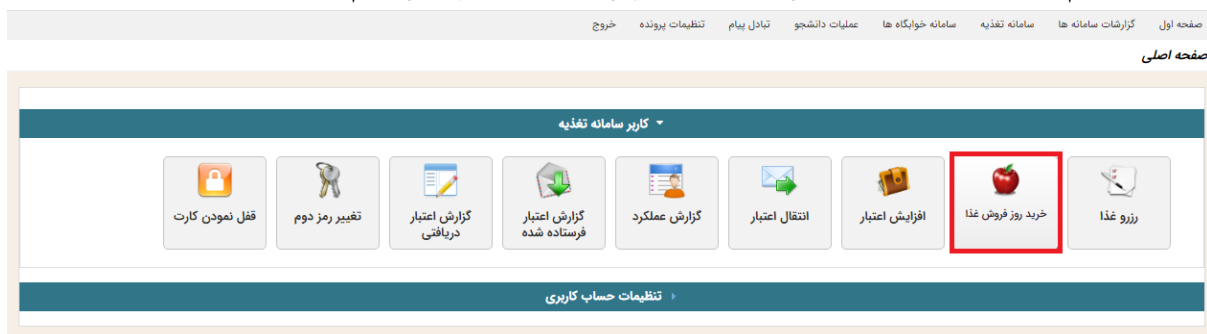 صفحه اول گزارشات سامانه ها سامانه تغذیه سامانه خوابگاه ها عملیات دانشجو تبادل پیام تنظیمات پرونده خروج
صفحه اصلی
کاربر سامانه تغذیه
رزرو غذا
خرید روز فروش غذا
افزایش اعتبار
انتقال اعتبار
گزارش عملکرد
گزارش اعتبار
فرستاده شده
گزارش اعتبار
دریافتی
تغییر رمز دوم
قفل نمودن کارت
تنظیمات حساب کاربری